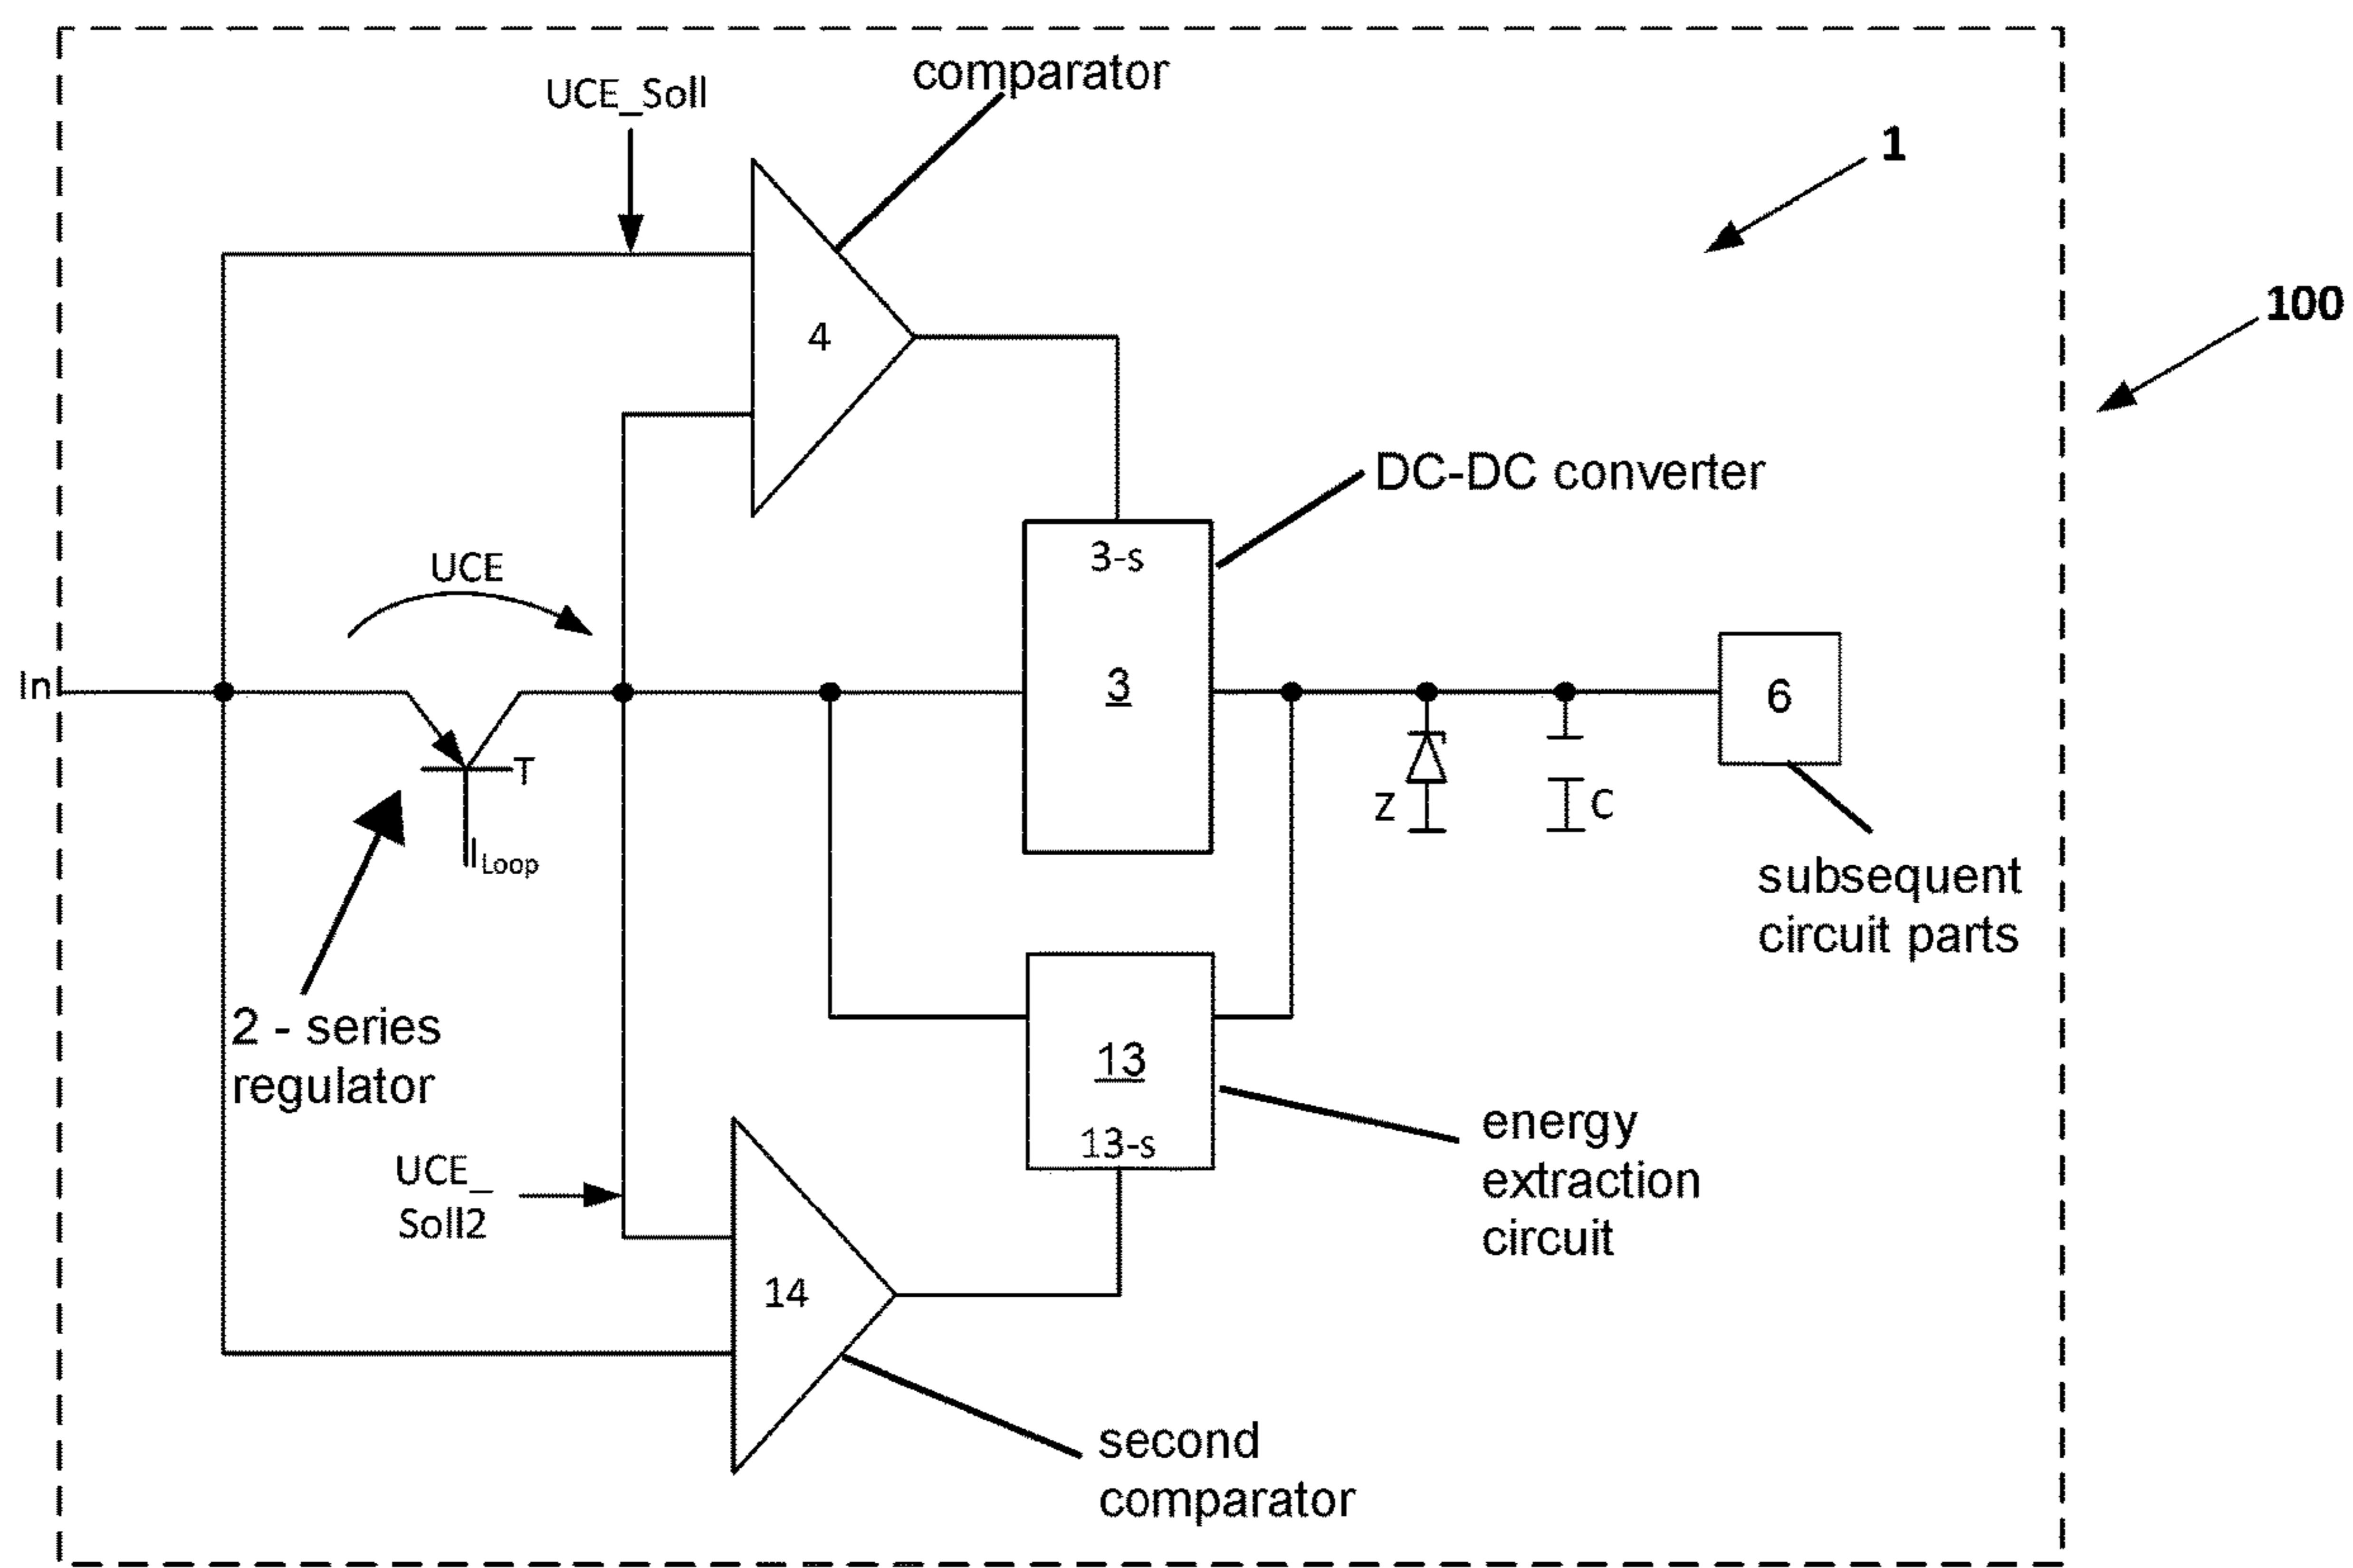 comparator
UCE_Soll
1
100
4
DC-DC converter
3-s
UCE
In
3
6
T
Z
C
ILoop
subsequent
circuit parts
2 - series
regulator
13
13-s
energy
extraction
circuit
UCE_
Soll2
14
second
comparator